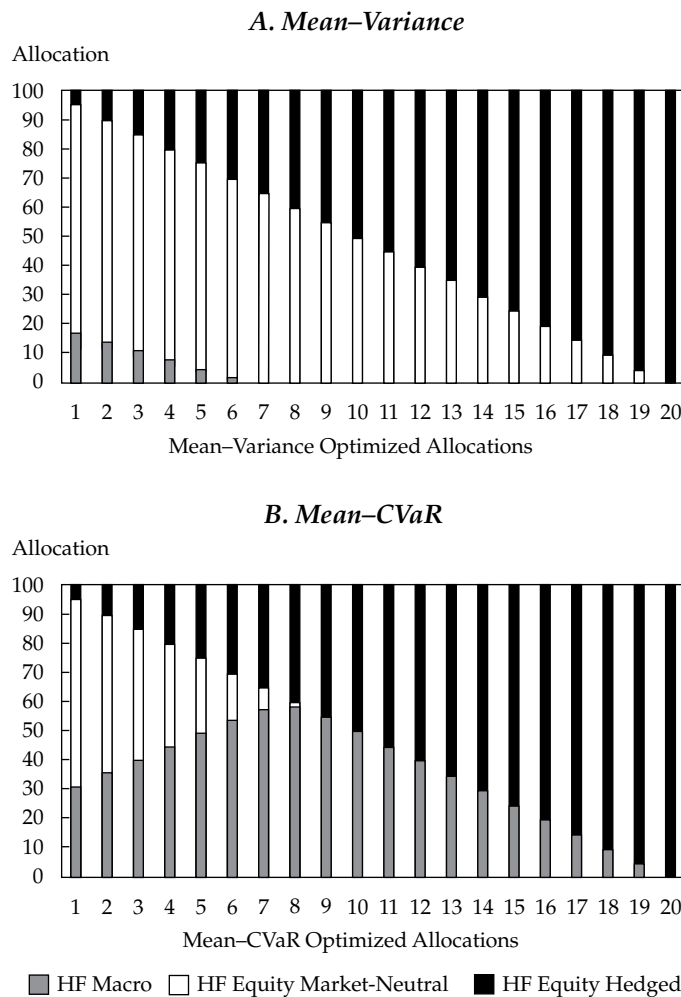 A. Mean–Variance
Allocation
100
90
80
70
60
50
40
30
20
10
0
1 2 3 4 5 6 7 8 9 10 11 12 13 14 15 16 17 18 19 20
Mean–Variance Optimized Allocations
B. Mean–CVaR
Allocation
100
90
80
70
60
50
40
30
20
10
0
1 2 3 4 5 6 7 8 9 10 11 12 13 14 15 16 17 18 19 20
Mean–CVaR Optimized Allocations
HF Macro HF Equity Market-Neutral HF Equity Hedged